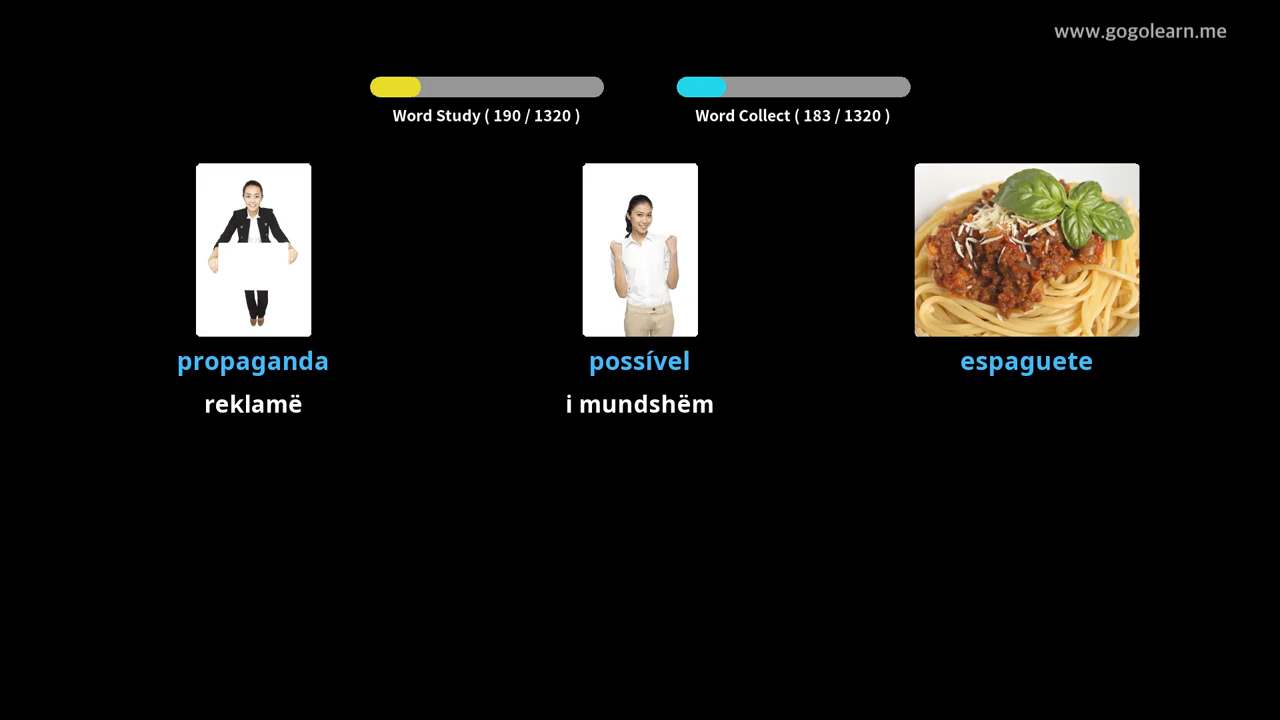 www.gogolearn.me
Word Study ( 190 / 1320 )
Word Collect ( 183 / 1320 )
propaganda
possível
espaguete
reklamë
i mundshëm